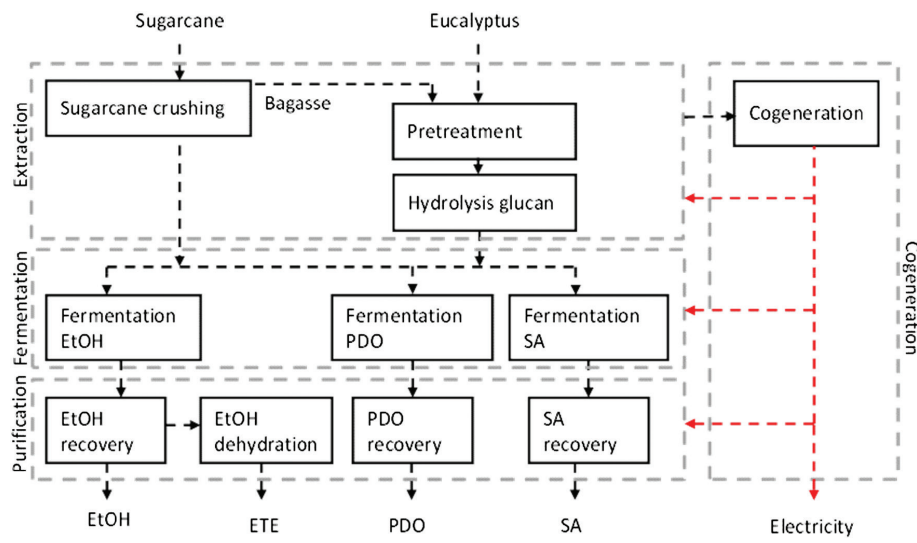 Sugarcane
Eucalyptus
Extraction
Sugarcane crushing
Bagasse
Pretreatment
Hydrolysis glucan
Cogeneration
Cogeneration
Fermentation
Fermentation
EtOH
Fermentation
PDO
Fermentation
SA
Purification
EtOH
recovery
EtOH
dehydration
PDO
recovery
SA
recovery
EtOH
ETE
PDO
SA
Electricity